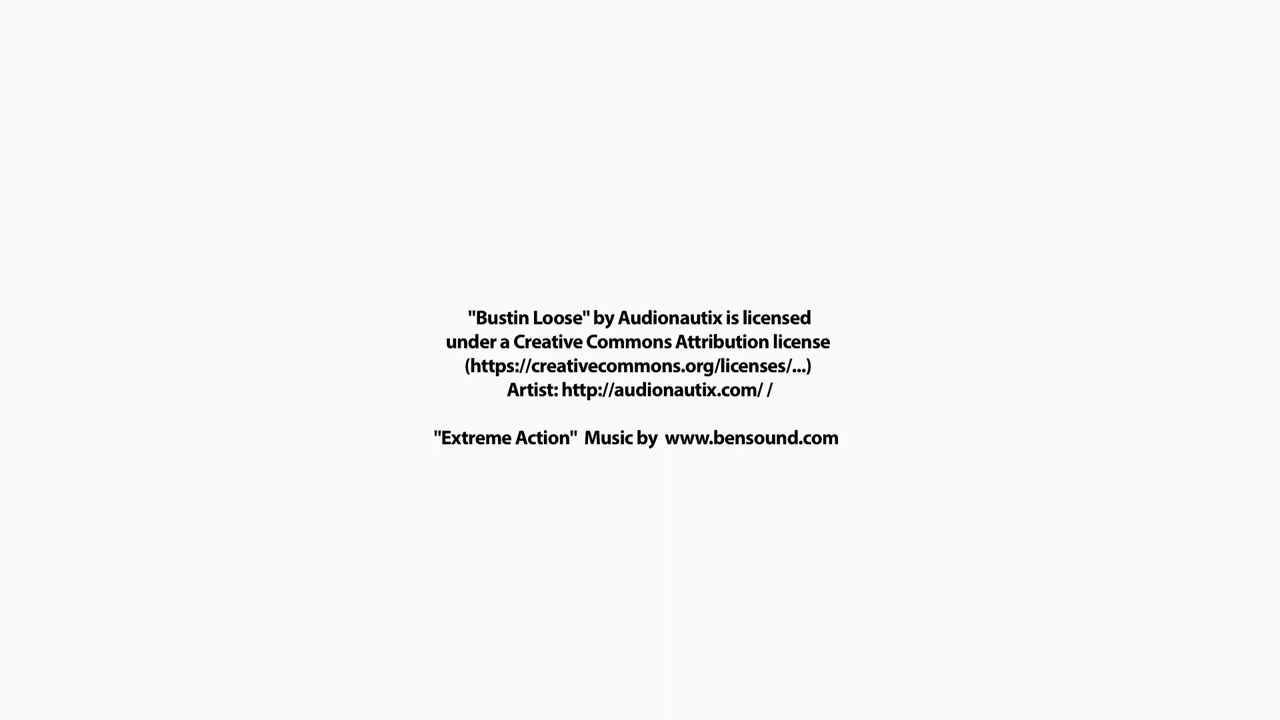 "Bustin Loose" by Audionautix is licensed
under a Creative Commons Attribution license
(https://creativecommons.org/licenses/...)
Artist: http://audionautix.com/ /
"Extreme Action"  Music by  www.bensound.com